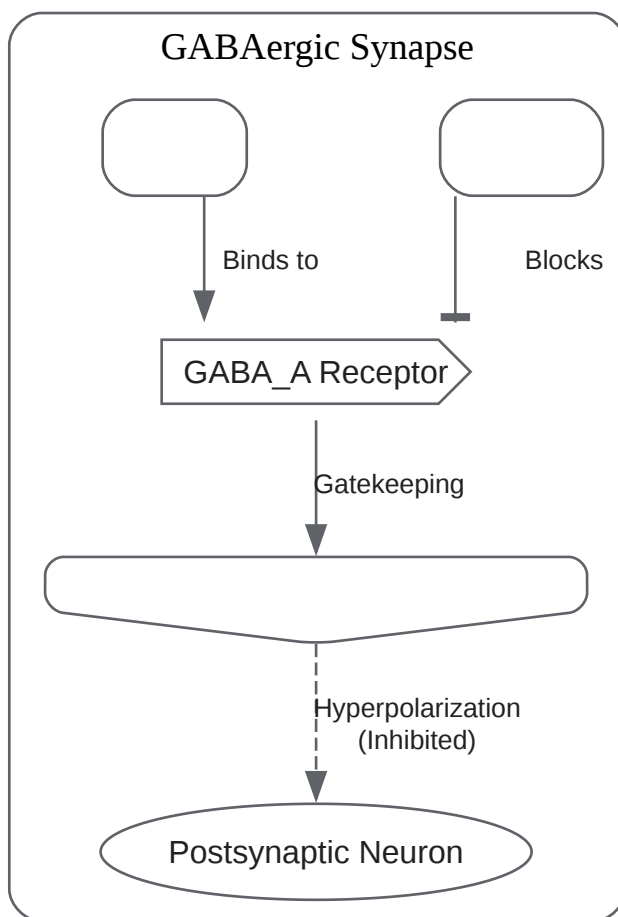 GABAergic Synapse
Binds to
Blocks
GABA_A Receptor
Gatekeeping
Hyperpolarization
(Inhibited)
Postsynaptic Neuron